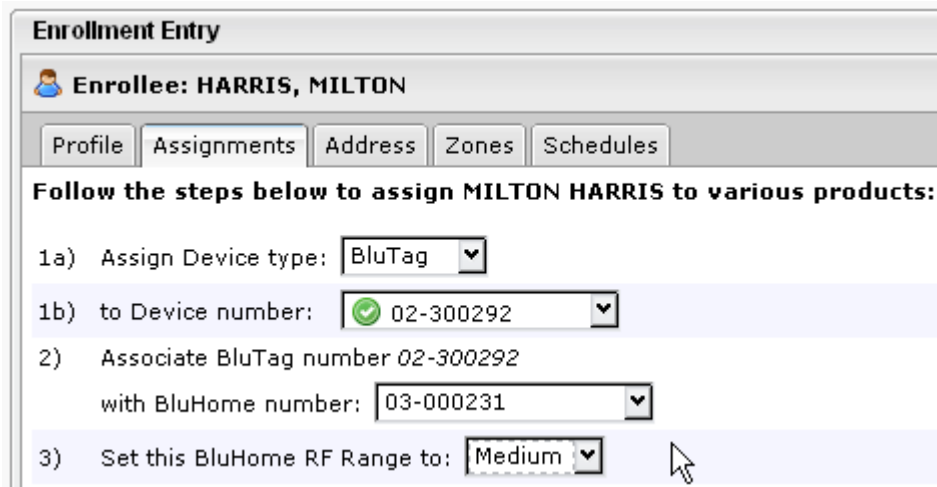 Enrollment Entry
Enrollee: HARRIS, MILTON
Profile Assignments Address Zones Schedules
Follow the steps below to assign MILTON HARRIS to various products:
1a) Assign Device type: BluTag
1b) to Device number: 02-300292
2) Associate BluTag number 02-300292
with BluHome number: 03-000231
3) Set this BluHome RF Range to: Medium